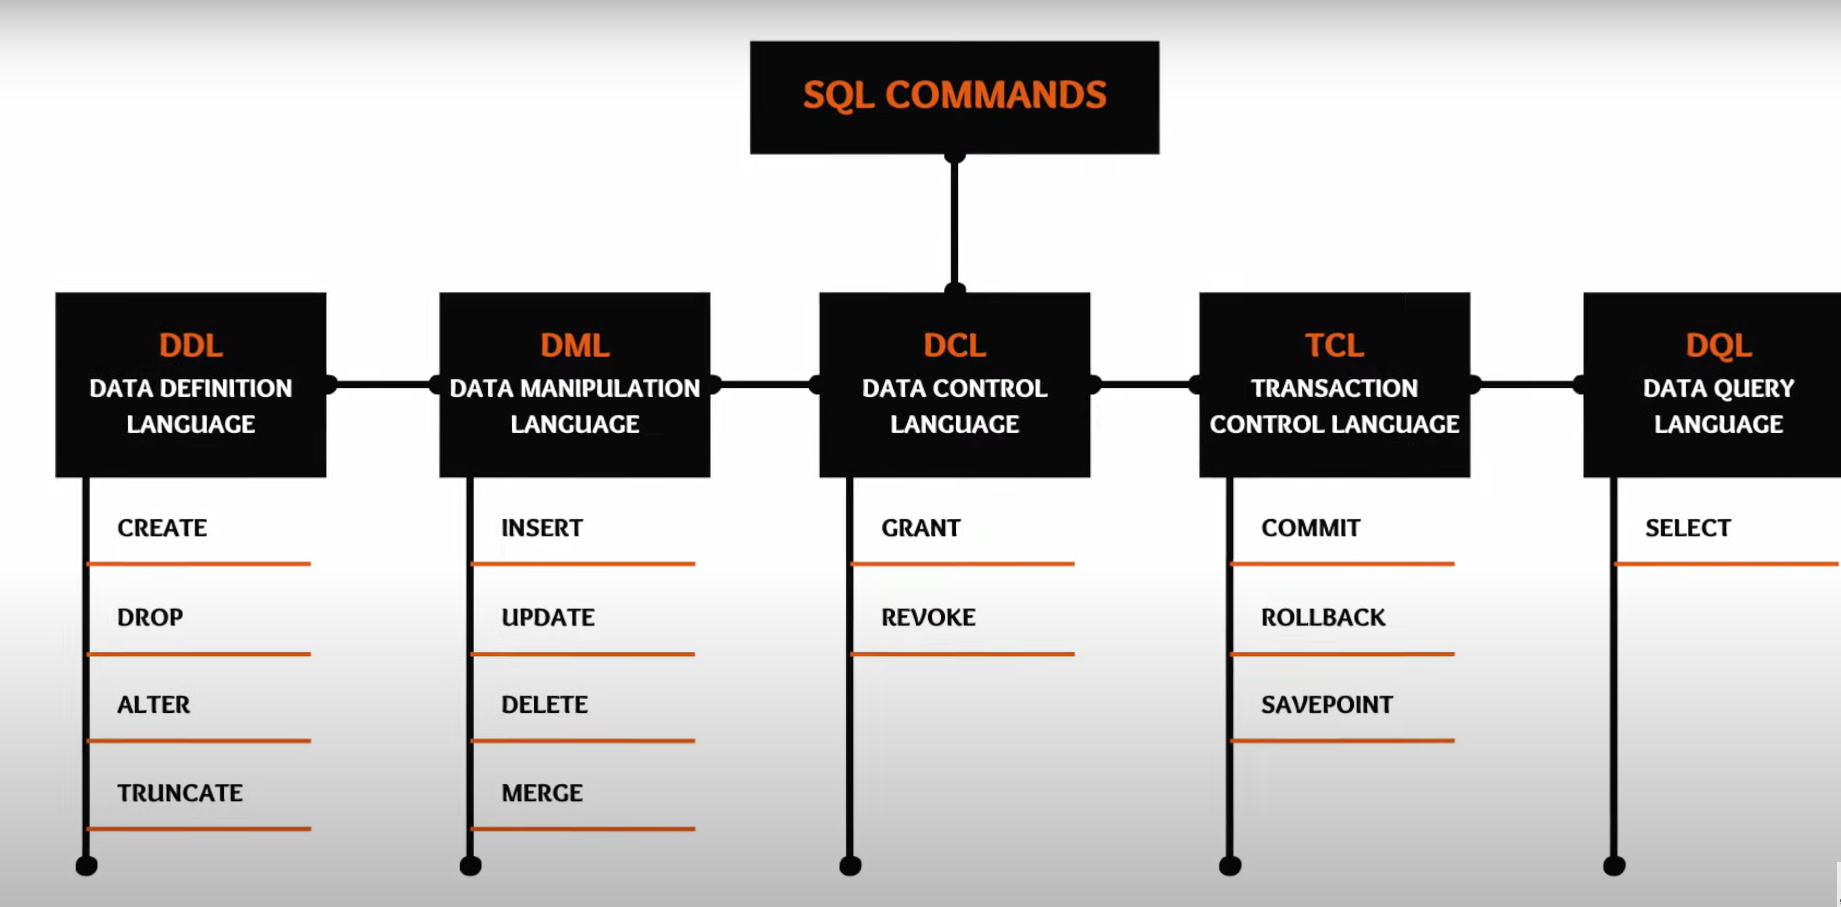 SQL COMMANDS
DDL
DATA DEFINITION
LANGUAGE
CREATE
DROP
ALTER
TRUNCATE
DML
DATA MANIPULATION
LANGUAGE
INSERT
UPDATE
DELETE
MERGE
DCL
DATA CONTROL
LANGUAGE
GRANT
REVOKE
TCL
TRANSACTION
CONTROL LANGUAGE
COMMIT
ROLLBACK
SAVEPOINT
DQL
DATA QUERY
LANGUAGE
SELECT